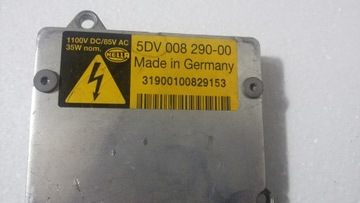 1100V DC/85V AC
35W nom.
HELLA
5DV 008 290-00
Made in Germany
31900100829153